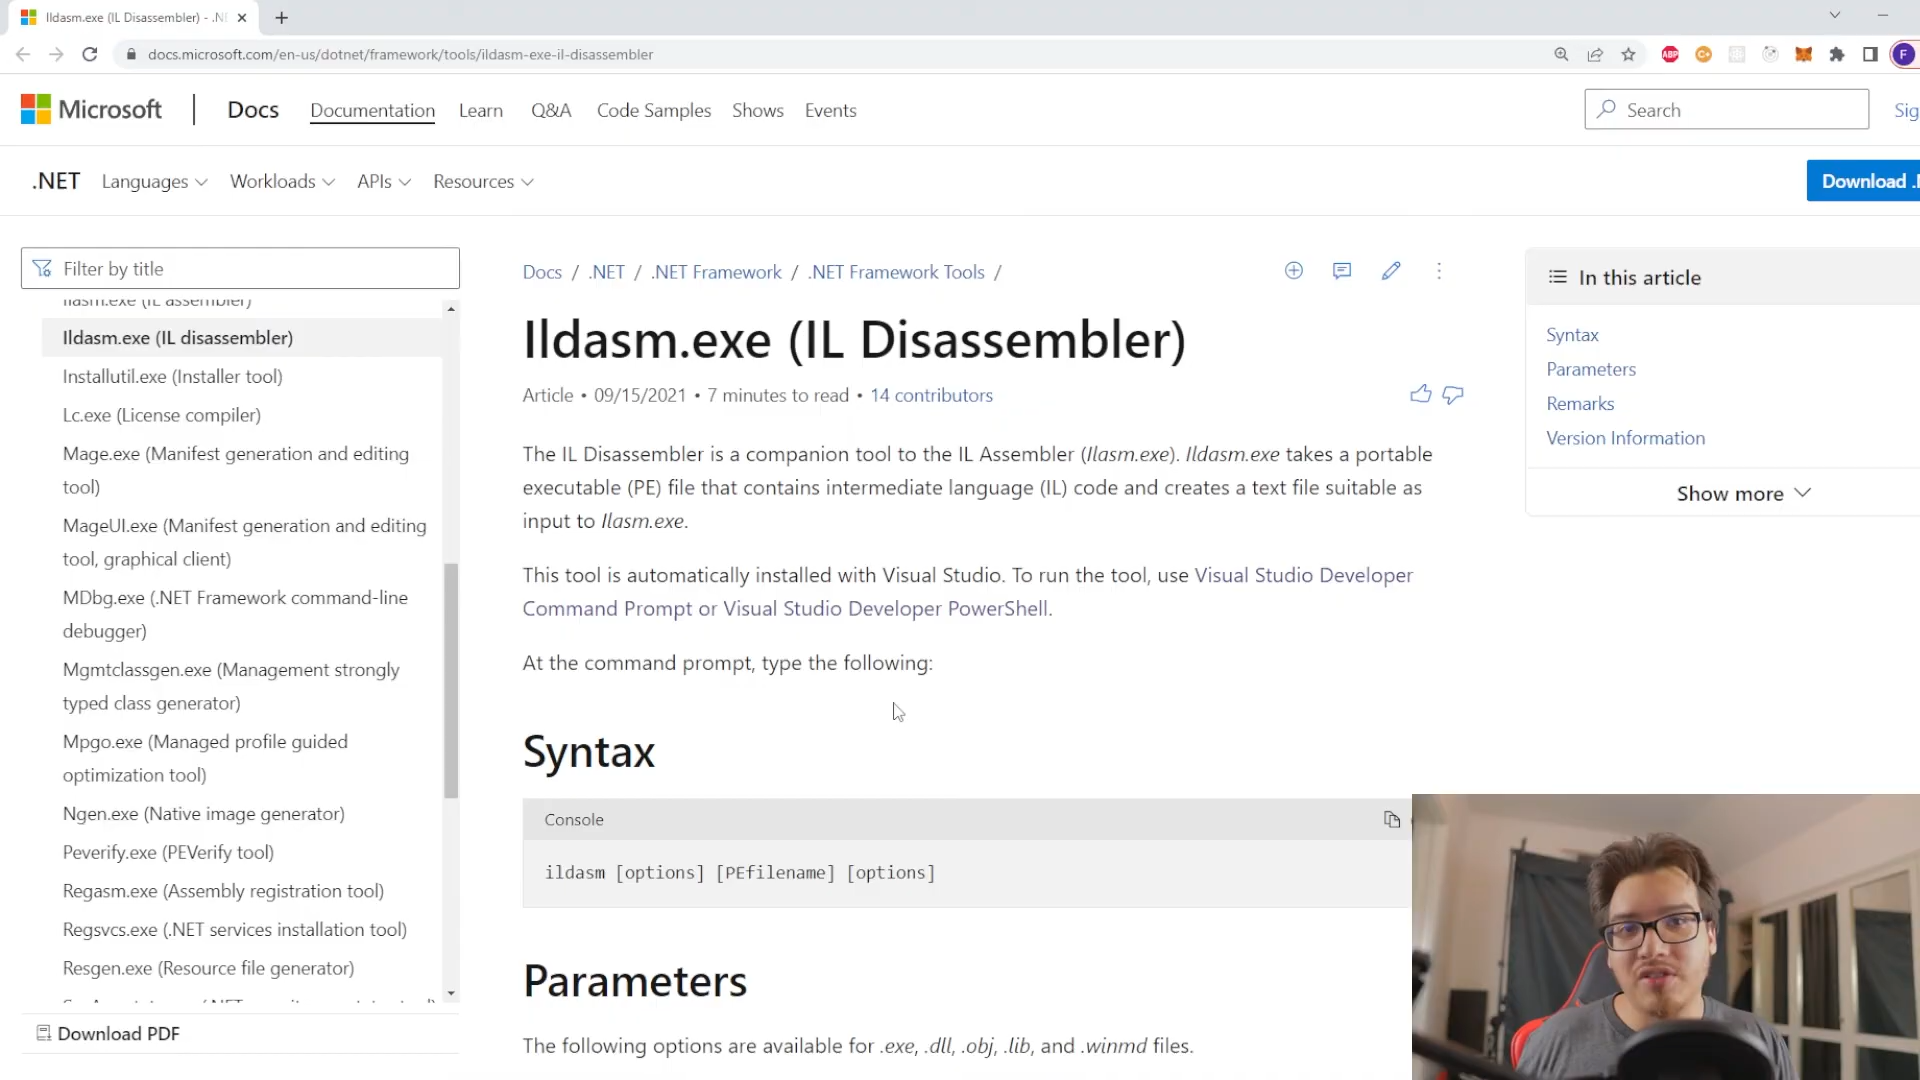 Ildasm.exe (IL Disassembler) - .NE
docs.microsoft.com/en-us/dotnet/framework/tools/ildasm-exe-il-disassembler
ABP
F
Microsoft
Docs
Documentation
Learn
Q&A
Code Samples
Shows
Events
Search
Sig
.NET
Languages
Workloads
APIs
Resources
Download .
Filter by title
Ilasm.exe (IL assembler)
Ildasm.exe (IL disassembler)
Installutil.exe (Installer tool)
Lc.exe (License compiler)
Mage.exe (Manifest generation and editing
tool)
MageUI.exe (Manifest generation and editing
tool, graphical client)
MDbg.exe (.NET Framework command-line
debugger)
Mgmtclassgen.exe (Management strongly
typed class generator)
Mpgo.exe (Managed profile guided
optimization tool)
Ngen.exe (Native image generator)
Peverify.exe (PEVerify tool)
Regasm.exe (Assembly registration tool)
Regsvcs.exe (.NET services installation tool)
Resgen.exe (Resource file generator)
Download PDF
Docs / .NET / .NET Framework / .NET Framework Tools /
Ildasm.exe (IL Disassembler)
Article • 09/15/2021 • 7 minutes to read • 14 contributors
The IL Disassembler is a companion tool to the IL Assembler (Ilasm.exe). Ildasm.exe takes a portable
executable (PE) file that contains intermediate language (IL) code and creates a text file suitable as
input to Ilasm.exe.
This tool is automatically installed with Visual Studio. To run the tool, use Visual Studio Developer
Command Prompt or Visual Studio Developer PowerShell.
At the command prompt, type the following:
Syntax
Console
ildasm [options] [PEfilename] [options]
Parameters
The following options are available for .exe, .dll, .obj, .lib, and .winmd files.
In this article
Syntax
Parameters
Remarks
Version Information
Show more